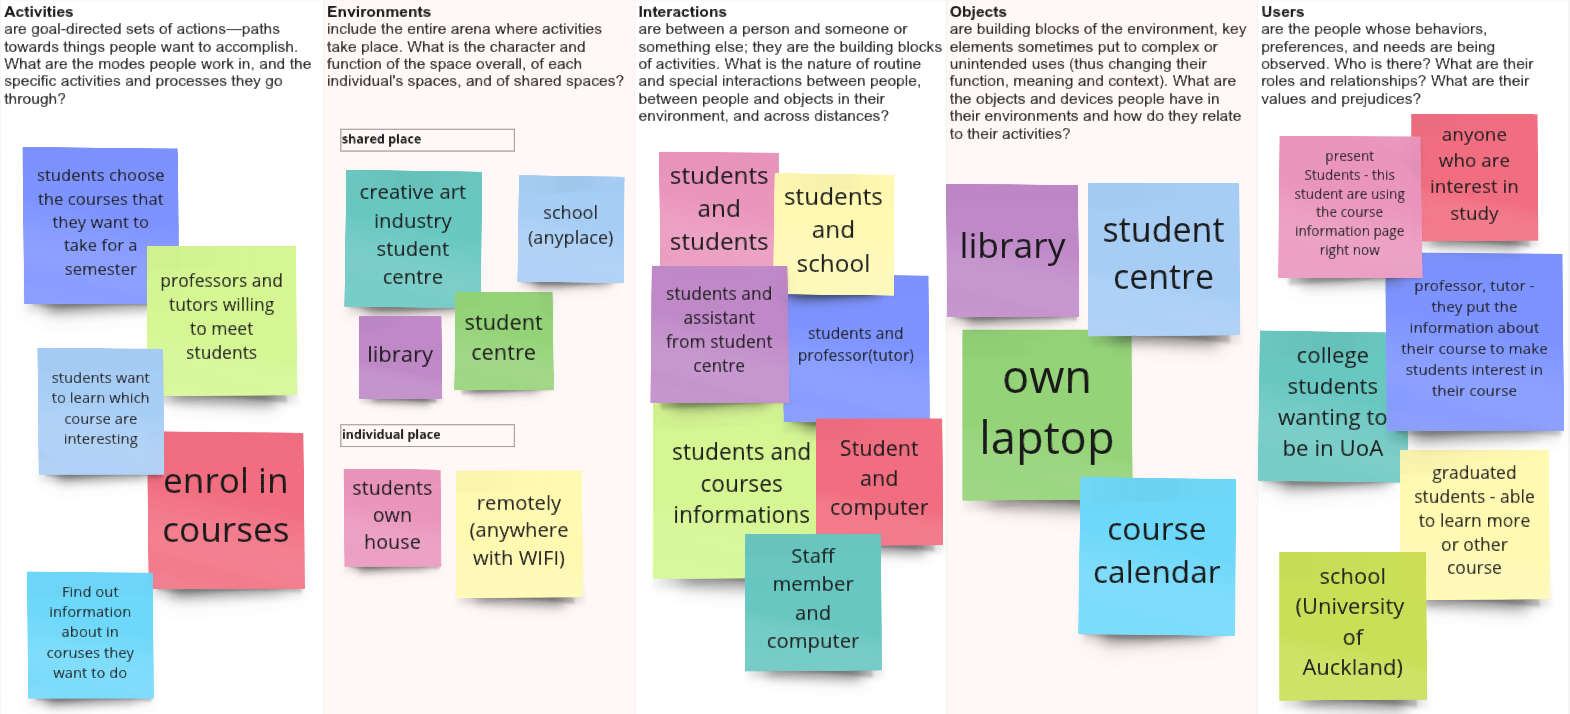 Activities
are goal-directed sets of actions—paths
towards things people want to accomplish.
What are the modes people work in, and the
specific activities and processes they go
through?
students choose
the courses that
they want to
take for a
semester
professors and
tutors willing
to meet
students
students want
to learn which
course are
interesting
enrol in
courses
Find out
information
about in
coruses they
want to do
Environments
include the entire arena where activities
take place. What is the character and
function of the space overall, of each
individual's spaces, and of shared spaces?
shared place
creative art
industry
student
centre
school
(anyplace)
library
student
centre
individual place
students
own
house
remotely
(anywhere
with WIFI)
Interactions
are between a person and someone or
something else; they are the building blocks
of activities. What is the nature of routine
and special interactions between people,
between people and objects in their
environment, and across distances?
students
and
students
students
and
school
students and
assistant
from student
centre
students and
professor(tutor)
students and
courses
informations
Student
and
computer
Staff
member
and
computer
Objects
are building blocks of the environment, key
elements sometimes put to complex or
unintended uses (thus changing their
function, meaning and context). What are
the objects and devices people have in
their environments and how do they relate
to their activities?
library
student
centre
own
laptop
course
calendar
Users
are the people whose behaviors,
preferences, and needs are being
observed. Who is there? What are their
roles and relationships? What are their
values and prejudices?
present
Students - this
student are using
the course
information page
right now
anyone
who are
interest in
study
professor, tutor -
they put the
information about
their course to make
students interest in
their course
college
students
wanting to
be in UoA
graduated
students - able
to learn more
or other
course
school
(University
of
Auckland)